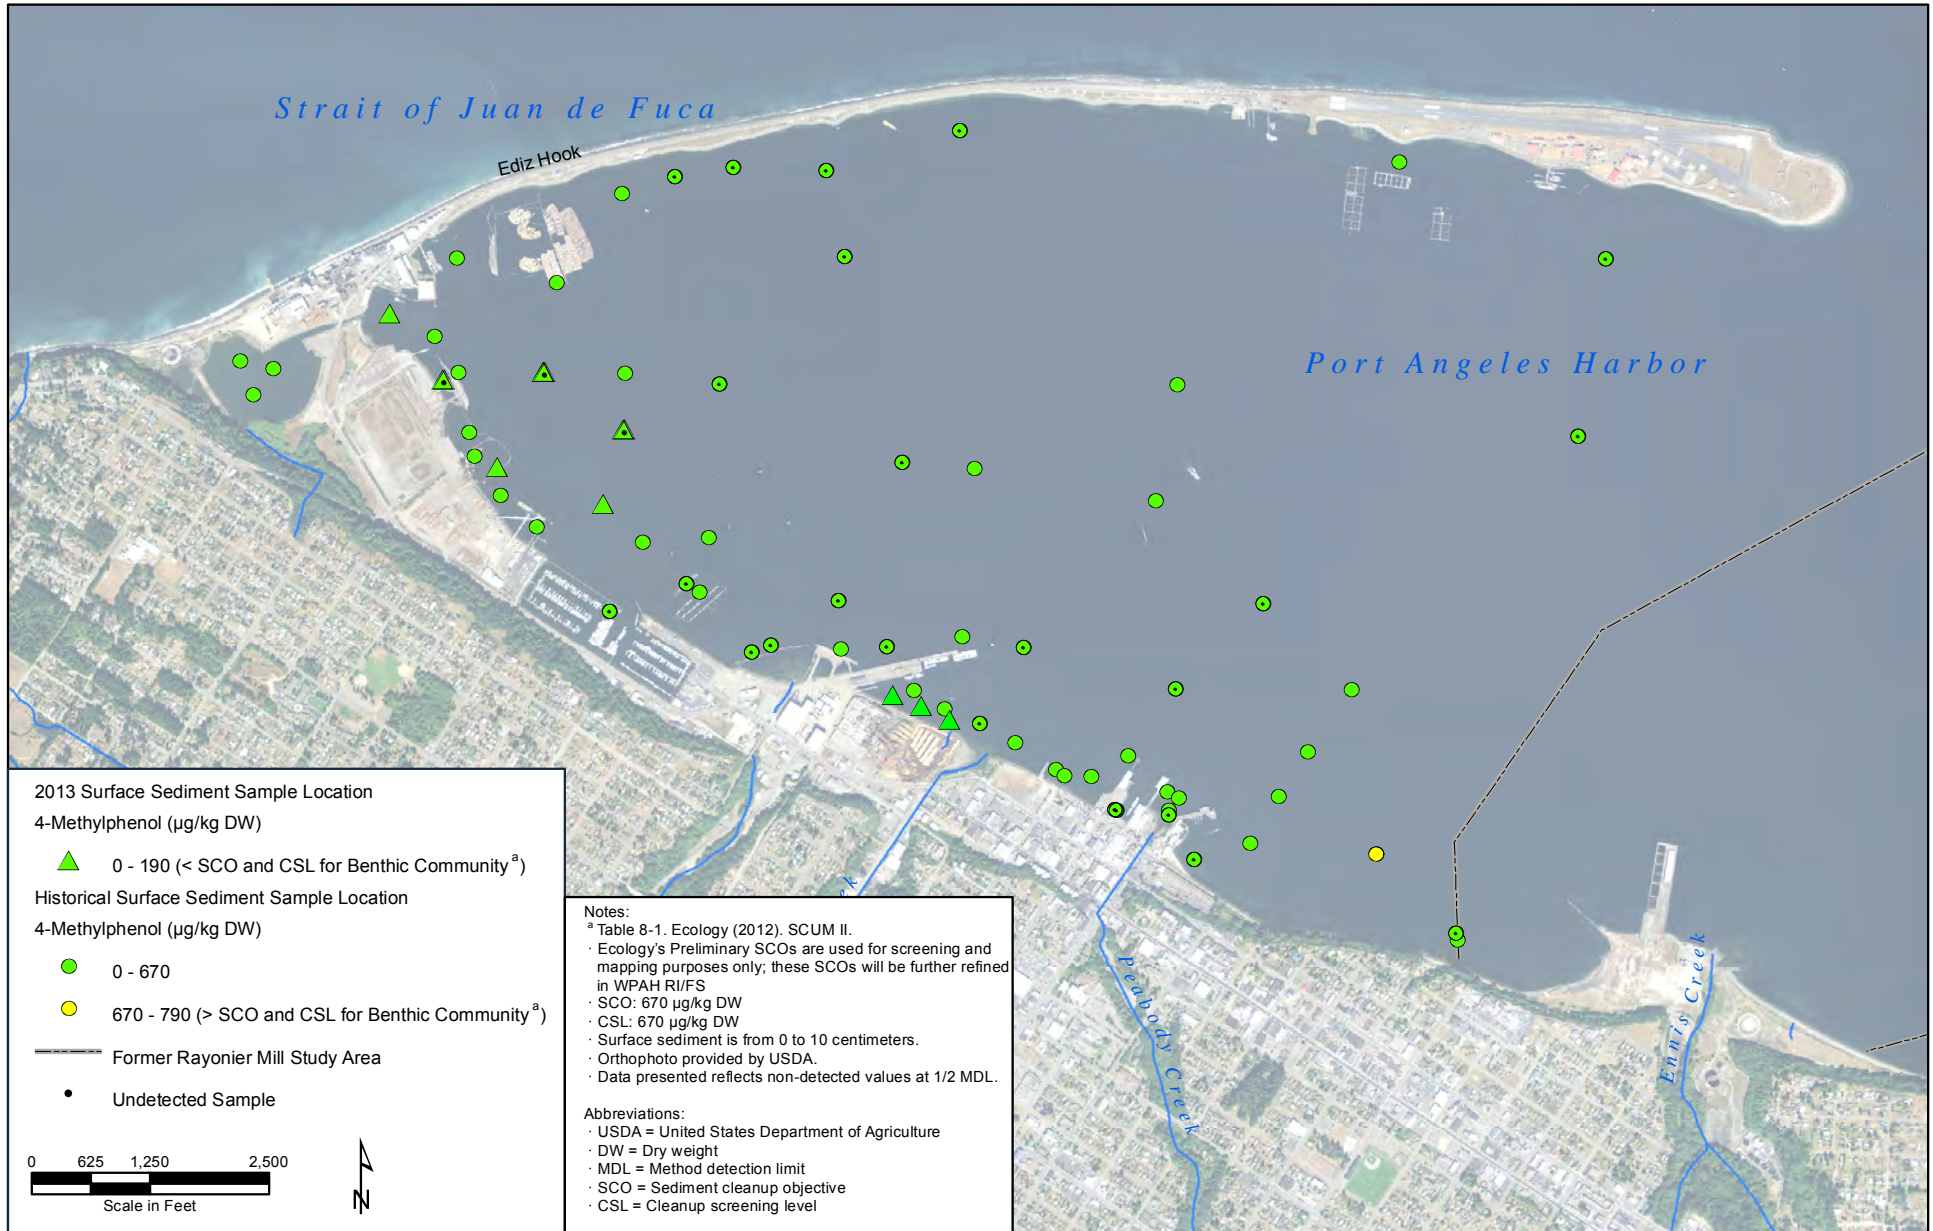 Strait of Juan de Fuca
Ediz Hook
Port Angeles Harbor
2013 Surface Sediment Sample Location
4-Methylphenol (µg/kg DW)
0 - 190 (< SCO and CSL for Benthic Community a)
Historical Surface Sediment Sample Location
4-Methylphenol (µg/kg DW)
0 - 670
670 - 790 (> SCO and CSL for Benthic Community a)
Former Rayonier Mill Study Area
Undetected Sample
0 625 1,250 2,500
Scale in Feet
N
ek
Notes:
a Table 8-1. Ecology (2012). SCUM II.
· Ecology's Preliminary SCOs are used for screening and
mapping purposes only; these SCOs will be further refined
in WPAH RI/FS
· SCO: 670 µg/kg DW
· CSL: 670 µg/kg DW
· Surface sediment is from 0 to 10 centimeters.
· Orthophoto provided by USDA.
· Data presented reflects non-detected values at 1/2 MDL.
Abbreviations:
· USDA = United States Department of Agriculture
· DW = Dry weight
· MDL = Method detection limit
· SCO = Sediment cleanup objective
· CSL = Cleanup screening level
Peabody Creek
Ennis Creek